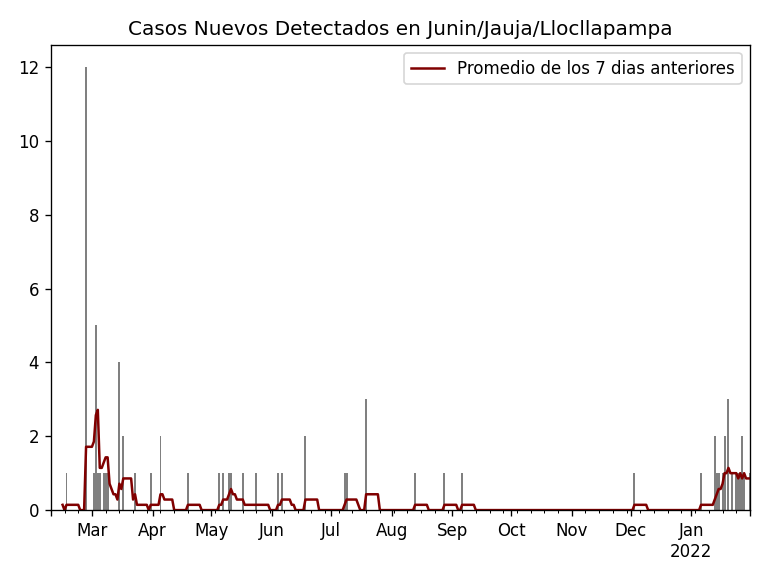 Casos Nuevos Detectados en Junin/Jauja/Llocllapampa
Promedio de los 7 dias anteriores
12
10
8
6
4
2
0
Mar Apr May Jun Jul Aug Sep Oct Nov Dec Jan
2022